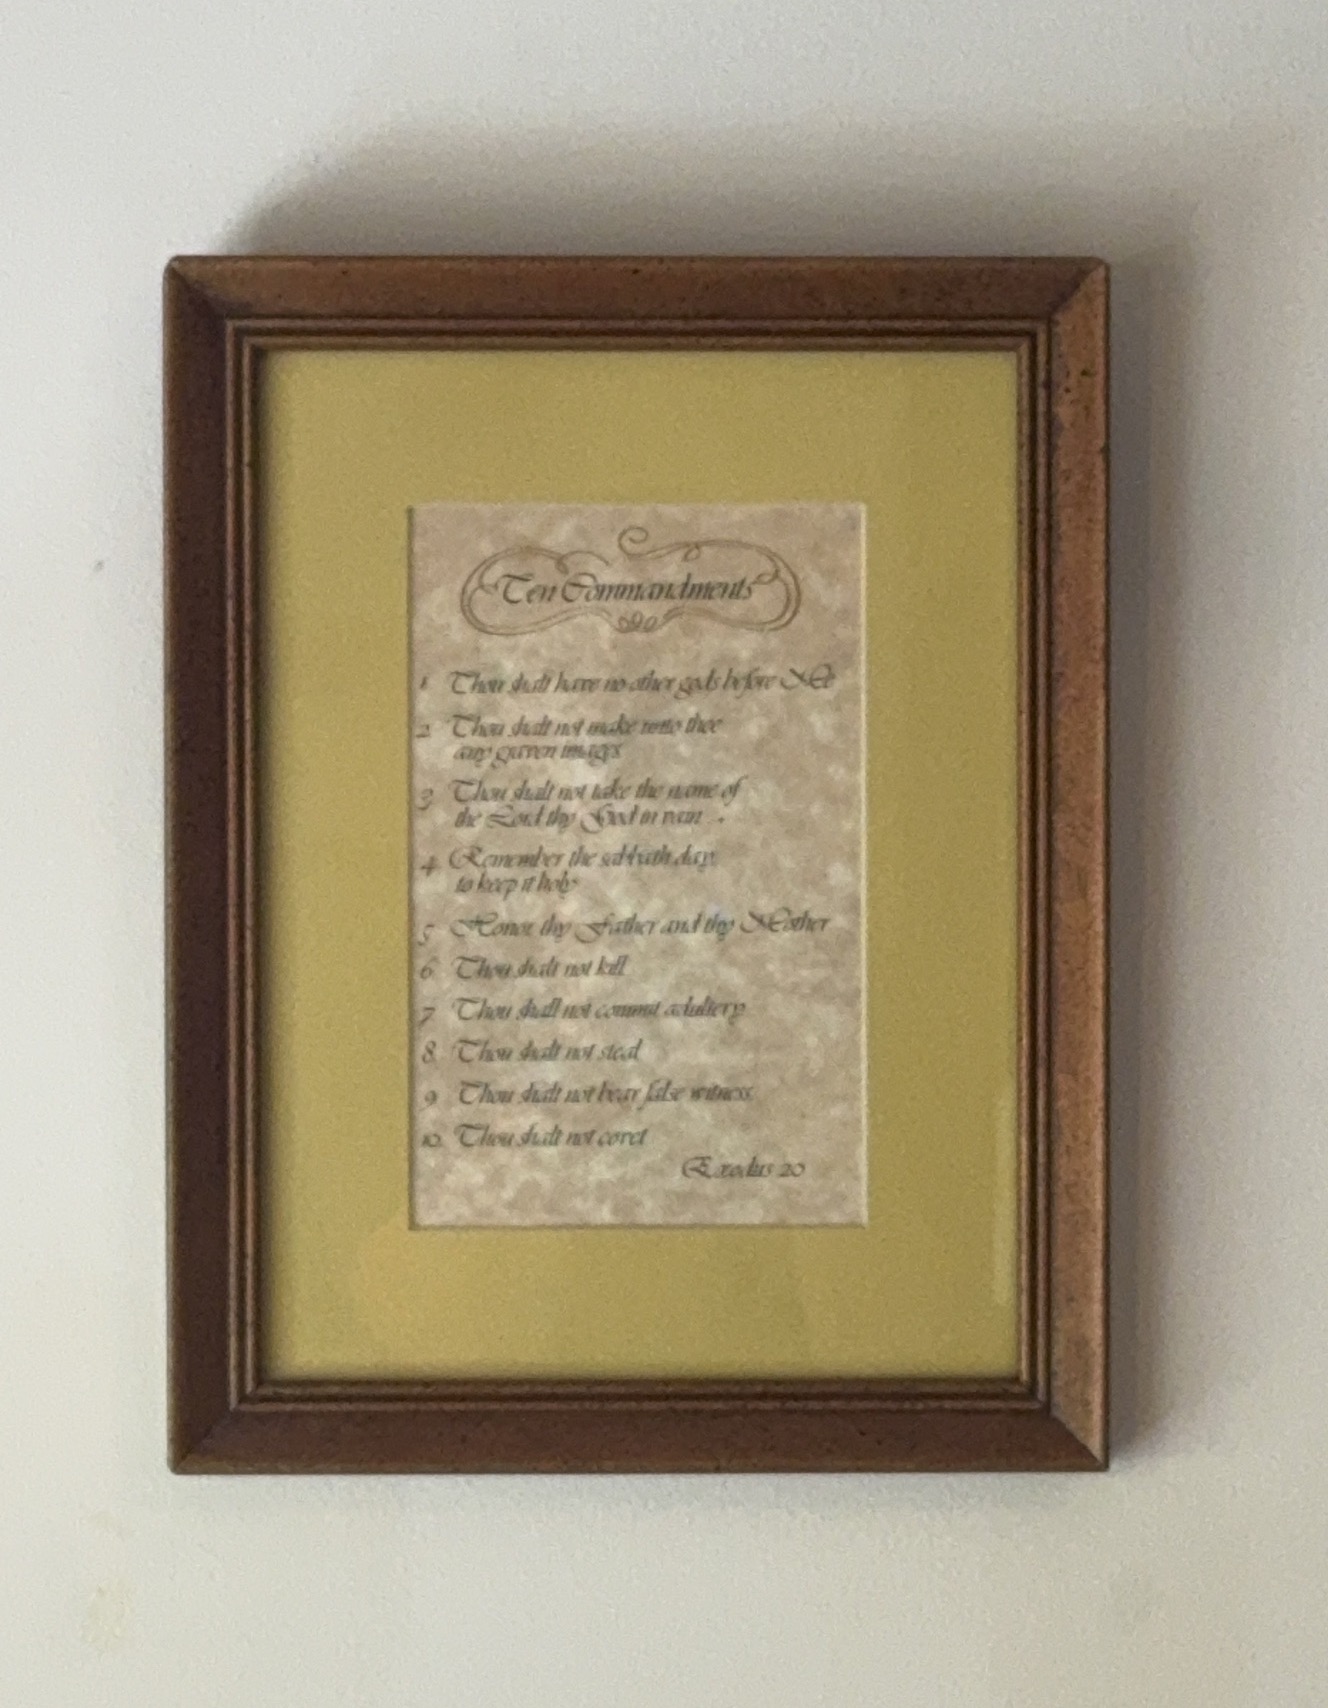 Ten Commandments
1 Thou shalt have no other gods before Me
2 Thou shalt not make unto thee
any graven images
3 Thou shalt not take the name of
the Lord thy God in vain
4 Remember the sabbath day,
to keep it holy
5 Honor thy Father and thy Mother
6 Thou shalt not kill
7 Thou shall not commit adultery
8. Thou shalt not steal
9 Thou shalt not bear false witness
10. Thou shalt not covet
Exodus 20